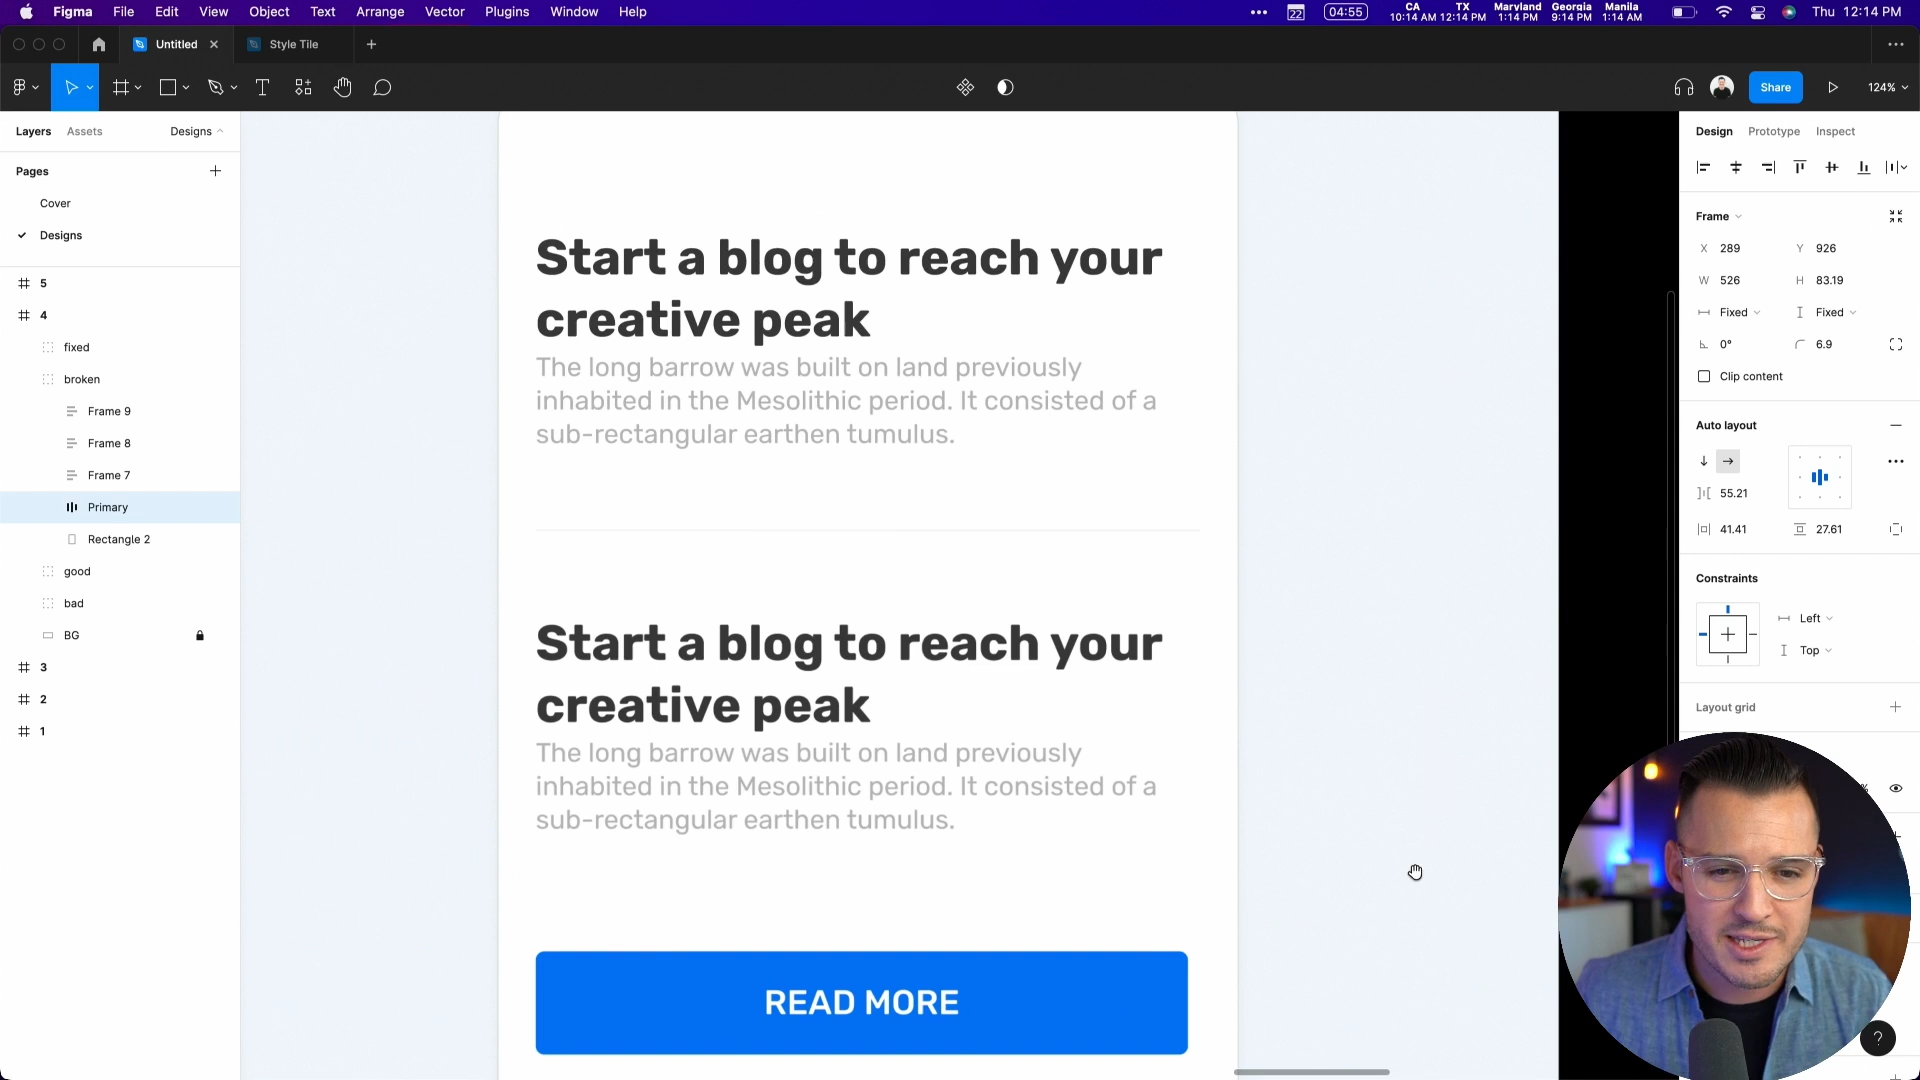 Figma File Edit View Object Text Arrange Vector Plugins Window Help
22 04:55 CA 10:14 AM TX 12:14 PM Maryland 1:14 PM Georgia 9:14 PM Manila 1:14 AM Thu 12:14 PM
Untitled Style Tile
Share 124%
Layers Assets Designs
Pages
Cover
Designs
5
4
fixed
broken
Frame 9
Frame 8
Frame 7
Primary
Rectangle 2
good
bad
BG
3
2
1
Start a blog to reach your
creative peak
The long barrow was built on land previously
inhabited in the Mesolithic period. It consisted of a
sub-rectangular earthen tumulus.
Start a blog to reach your
creative peak
The long barrow was built on land previously
inhabited in the Mesolithic period. It consisted of a
sub-rectangular earthen tumulus.
READ MORE
Design Prototype Inspect
Frame
X 289 Y 926
W 526 H 83.19
Fixed Fixed
0° 6.9
Clip content
Auto layout
55.21
41.41 27.61
Constraints
Left
Top
Layout grid
%
?